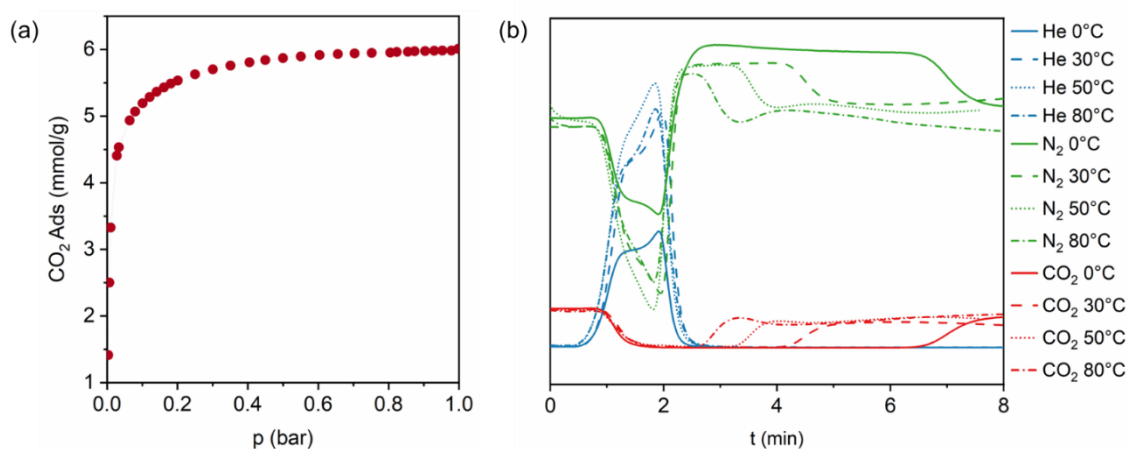 (a)
CO₂ Ads (mmol/g)
7
6
5
4
3
2
1
0.0 0.2 0.4 0.6 0.8 1.0
p (bar)
(b)
0 2 4 6 8
t (min)
He 0°C
He 30°C
He 50°C
He 80°C
N₂ 0°C
N₂ 30°C
N₂ 50°C
N₂ 80°C
CO₂ 0°C
CO₂ 30°C
CO₂ 50°C
CO₂ 80°C